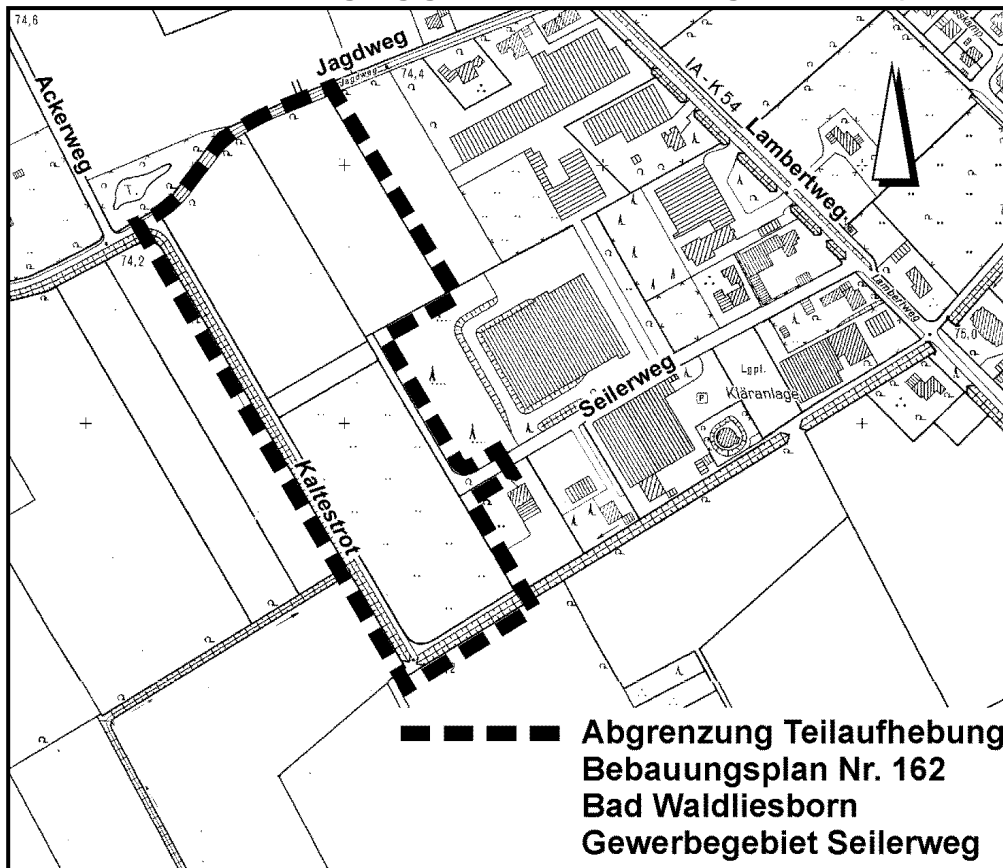 74,6
Jagdweg
Jagdweg
74,4
Ackerweg
IA - K 54
Lambertweg
T.
74,2
Lambertweg
76,0
Seilerweg
Lgpl.
P
Kläranlage
Kaltestrot
Abgrenzung Teilaufhebung
Bebauungsplan Nr. 162
Bad Waldliesborn
Gewerbegebiet Seilerweg